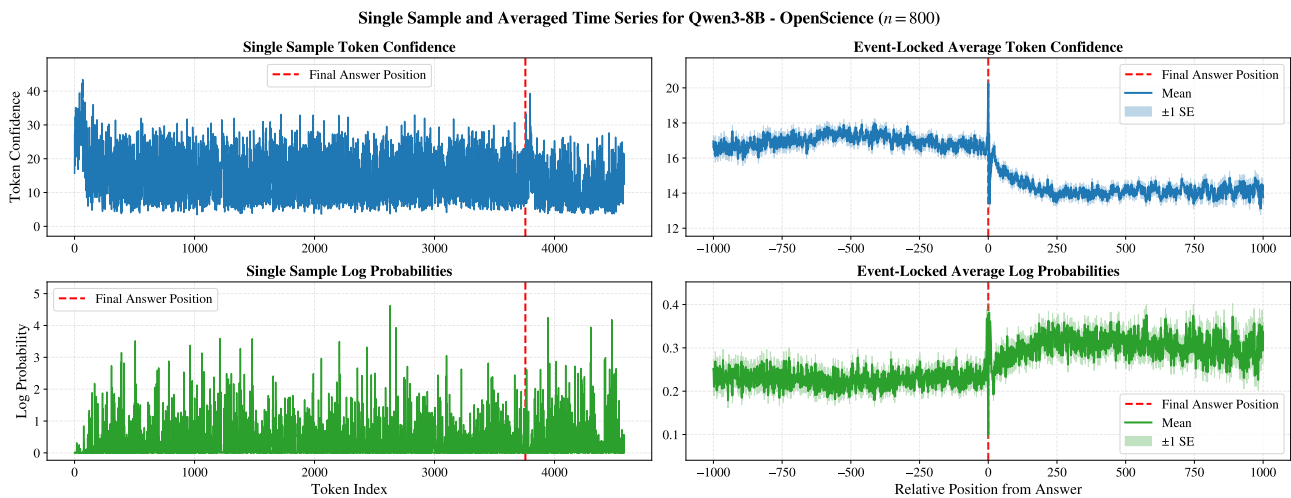 Single Sample and Averaged Time Series for Qwen3-8B - OpenScience (n = 800)
Single Sample Token Confidence
Token Confidence
40
30
20
10
0
Final Answer Position
0 1000 2000 3000 4000
Event-Locked Average Token Confidence
20
18
16
14
12
Final Answer Position
Mean
±1 SE
−1000 −750 −500 −250 0 250 500 750 1000
Single Sample Log Probabilities
Log Probability
5
4
3
2
1
0
Final Answer Position
0 1000 2000 3000 4000
Token Index
Event-Locked Average Log Probabilities
0.4
0.3
0.2
0.1
Final Answer Position
Mean
±1 SE
−1000 −750 −500 −250 0 250 500 750 1000
Relative Position from Answer